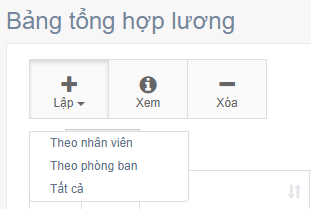 Bảng tổng hợp lương
Lập Xem Xóa
Theo nhân viên
Theo phòng ban
Tất cả